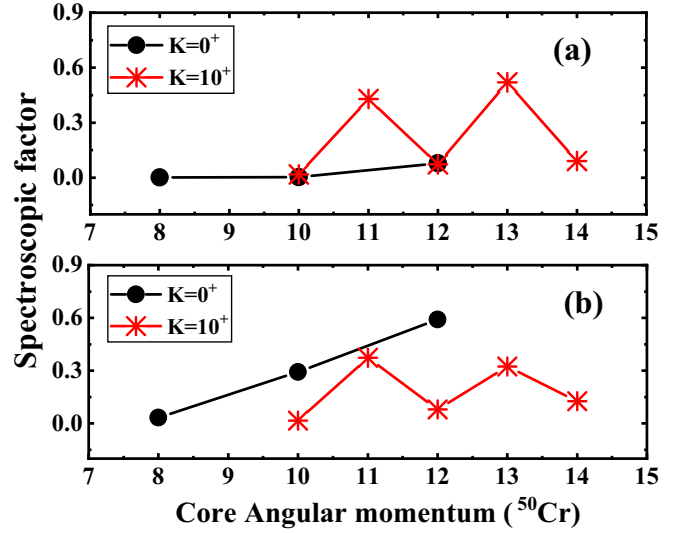 Spectroscopic factor
0.9
0.6
0.3
0.0
K=0⁺
K=10⁺
(a)
7 8 9 10 11 12 13 14 15
0.9
0.6
0.3
0.0
K=0⁺
K=10⁺
(b)
7 8 9 10 11 12 13 14 15
Core Angular momentum (⁵⁰Cr)